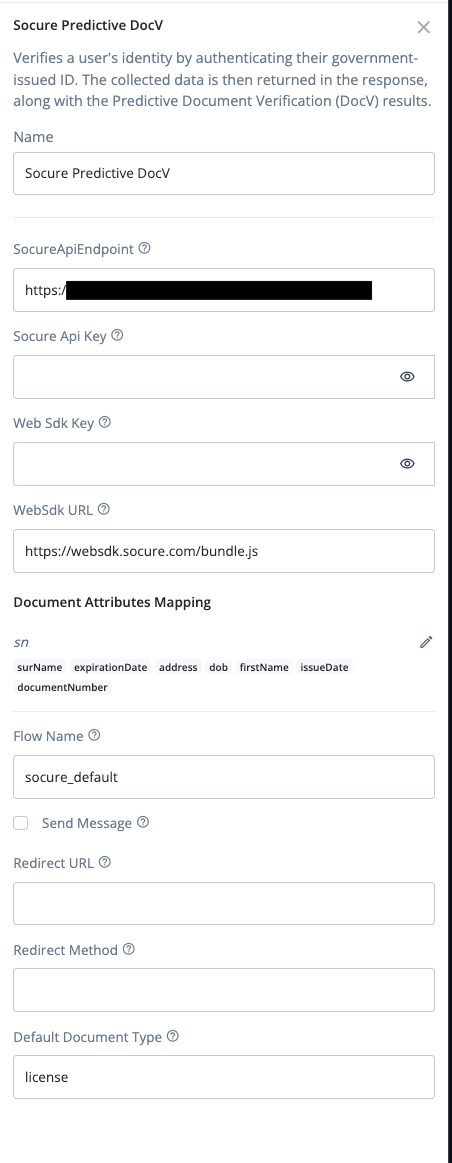 Socure Predictive DocV
Verifies a user's identity by authenticating their government-
issued ID. The collected data is then returned in the response,
along with the Predictive Document Verification (DocV) results.
Name
Socure Predictive DocV
SocureApiEndpoint
https:/
Socure Api Key
Web Sdk Key
WebSdk URL
https://websdk.socure.com/bundle.js
Document Attributes Mapping
sn
surName expirationDate address dob firstName issueDate
documentNumber
Flow Name
socure_default
Send Message
Redirect URL
Redirect Method
Default Document Type
license